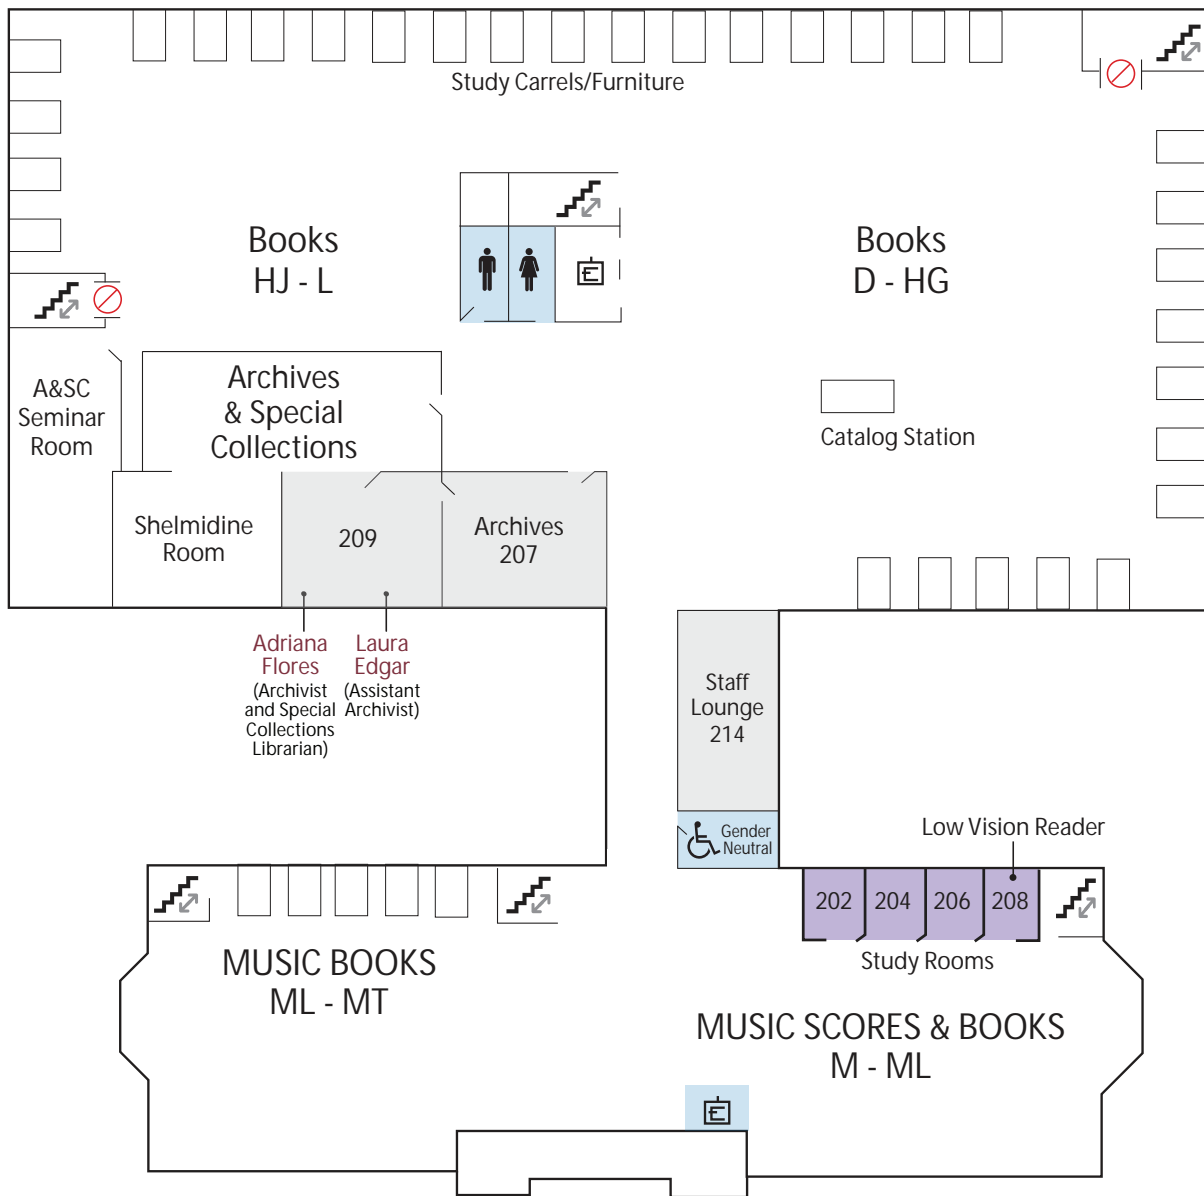 Study Carrels/Furniture
Books
HJ - L
Books
D - HG
A&SC
Seminar
Room
Archives
& Special
Collections
Catalog Station
Shelmidine
Room
209
Archives
207
Adriana
Flores
(Archivist
and Special
Collections
Librarian)
Laura
Edgar
(Assistant
Archivist)
Staff
Lounge
214
Gender
Neutral
Low Vision Reader
202
204
206
208
Study Rooms
MUSIC BOOKS
ML - MT
MUSIC SCORES & BOOKS
M - ML